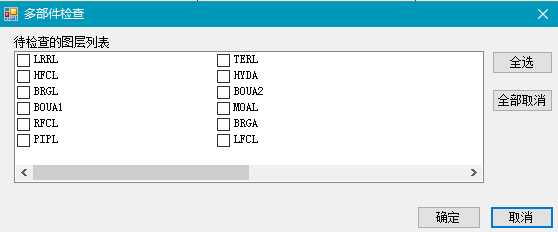 多部件检查
待检查的图层列表
LRRL TERL
HFCL HYDA
BRGL BOUA2
BOUA1 MOAL
RFCL BRGA
PIPL LFCL
全选
全部取消
确定 取消